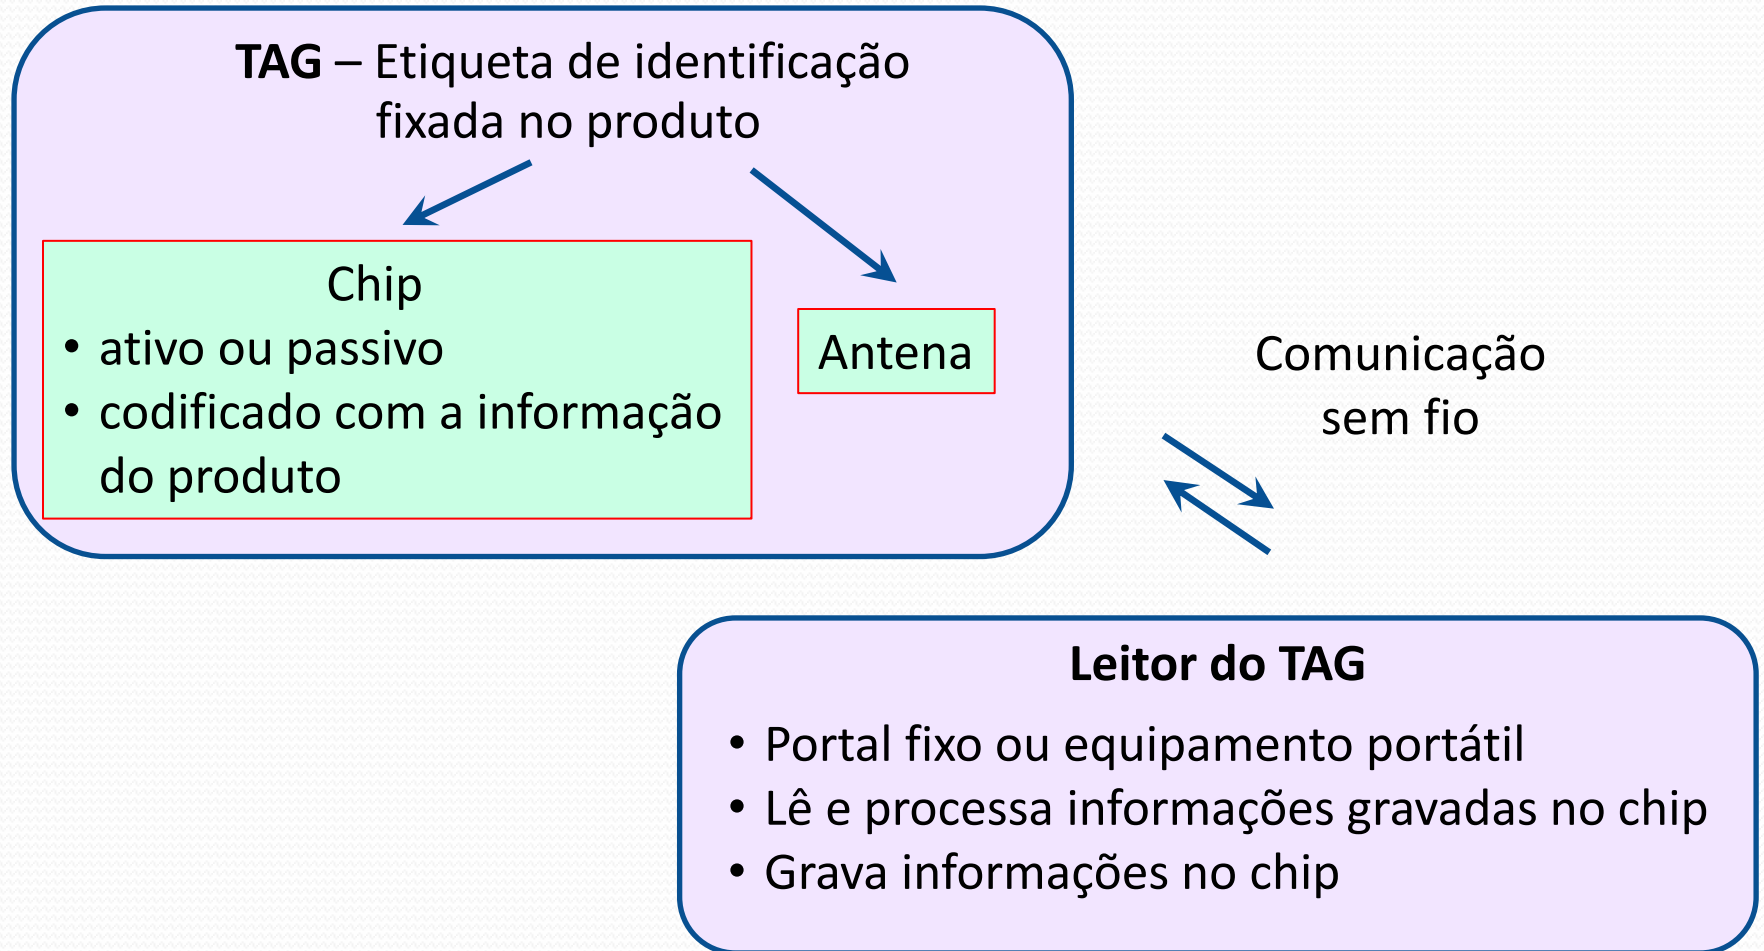 TAG – Etiqueta de identificação
fixada no produto
Chip
• ativo ou passivo
• codificado com a informação
do produto
Antena
Comunicação
sem fio
Leitor do TAG
• Portal fixo ou equipamento portátil
• Lê e processa informações gravadas no chip
• Grava informações no chip